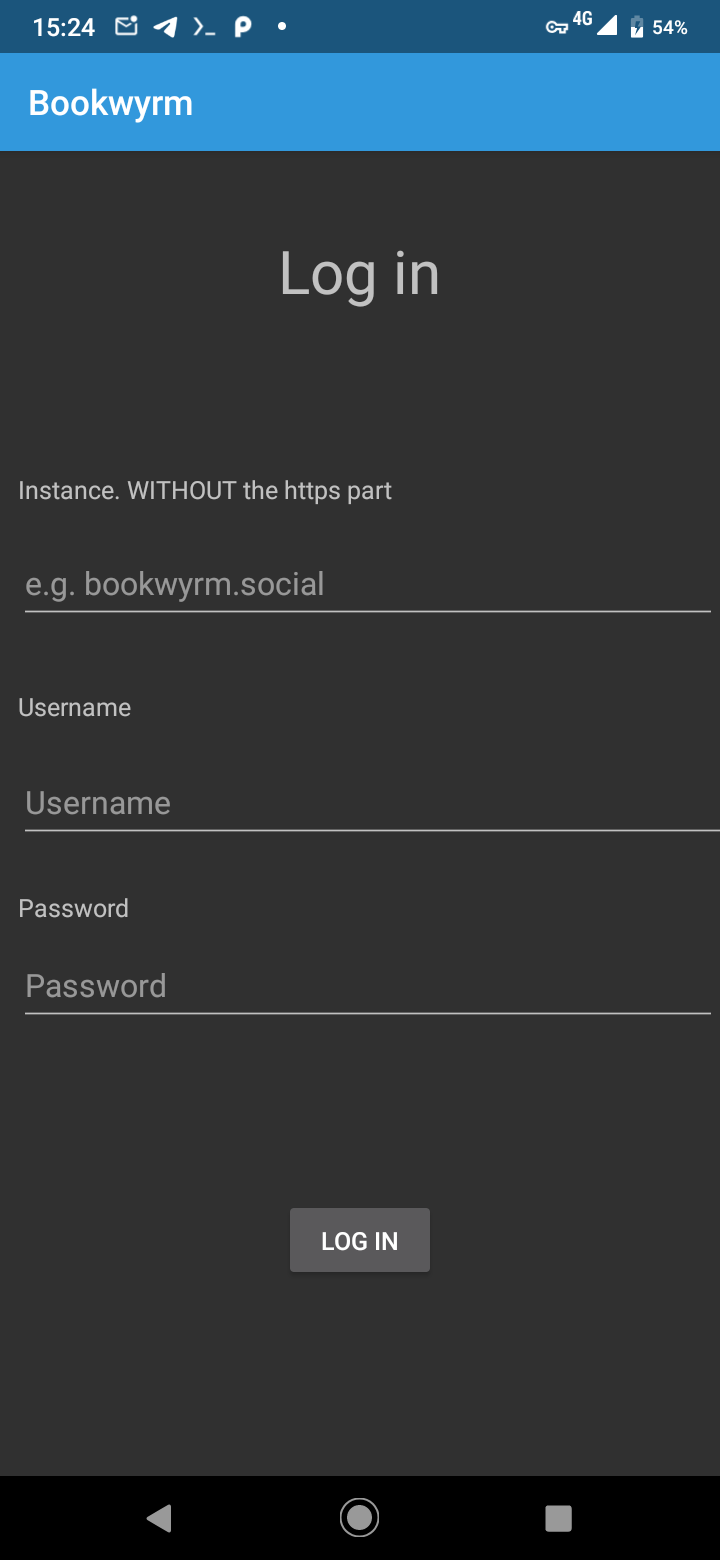 15:24 4G 54%
Bookwyrm
Log in
Instance. WITHOUT the https part
e.g. bookwyrm.social
Username
Username
Password
Password
LOG IN